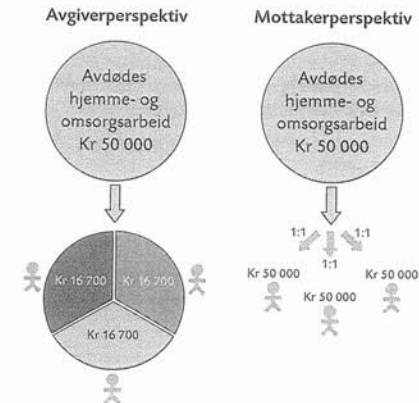 Avgiverperspektiv
Avdødes
hjemme- og
omsorgsarbeid
Kr 50 000
Kr 16 700
Kr 16 700
Kr 16 700
Mottakerperspektiv
Avdødes
hjemme- og
omsorgsarbeid
Kr 50 000
1:1
1:1
1:1
Kr 50 000
Kr 50 000
Kr 50 000